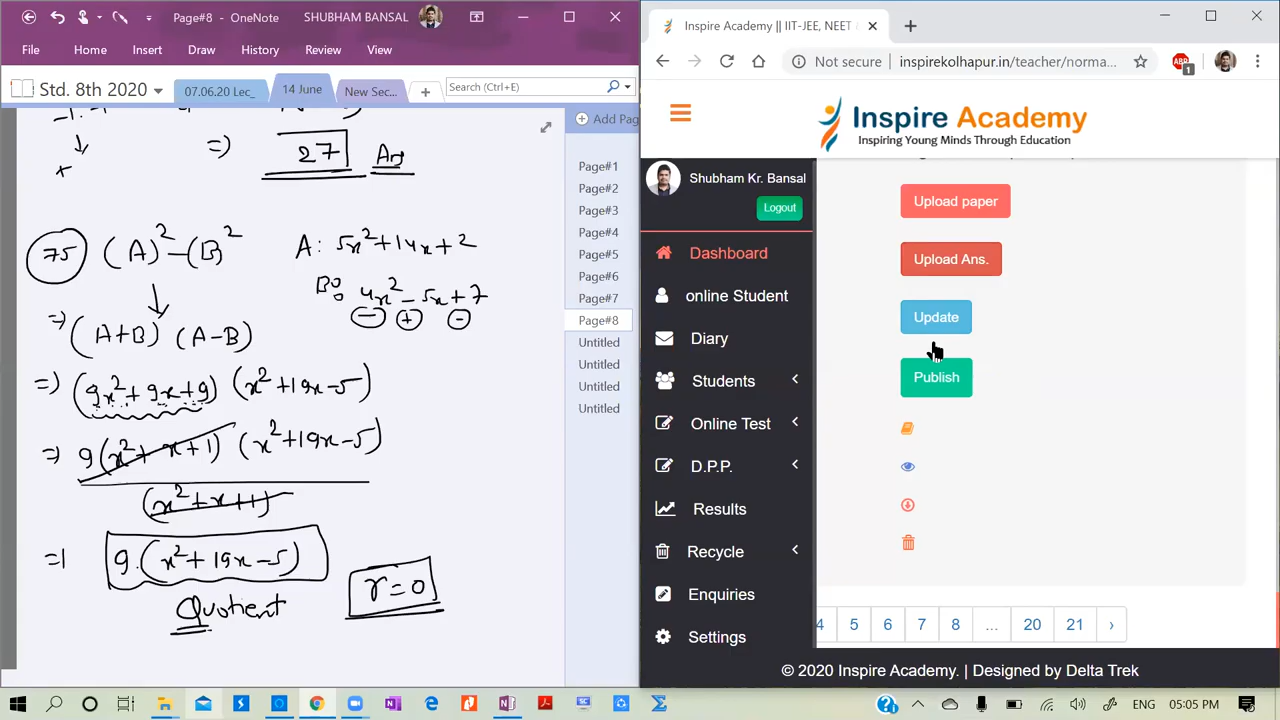 Page#8 - OneNote
SHUBHAM BANSAL
File Home Insert Draw History Review View
Std. 8th 2020
07.06.20 Lec_
14 June
New Sec...
Search (Ctrl+E)
Add Pag
Page#1
Page#2
Page#3
Page#4
Page#5
Page#6
Page#7
Page#8
Untitled
Untitled
Untitled
Untitled
=) 27 Ans
+
75 (A)²-(B)² A: 5x²+14x+2
B: 4x²-5x+7
- + -
=) (A+B) (A-B)
=) (9x²+9x+9) (x²+19x-5)
=) 9(x²+x+1) (x²+19x-5)
(x²+x+1)
=) 9.(x²+19x-5)
Quotient
r=0
Inspire Academy || IIT-JEE, NEET
Not secure inspirekolhapur.in/teacher/norma...
ABP
1
Inspire Academy
Inspiring Young Minds Through Education
Shubham Kr. Bansal
Logout
Dashboard
online Student
Diary
Students
Online Test
D.P.P.
Results
Recycle
Enquiries
Settings
Upload paper
Upload Ans.
Update
Publish
4 5 6 7 8 ... 20 21 ›
© 2020 Inspire Academy. | Designed by Delta Trek
ENG 05:05 PM